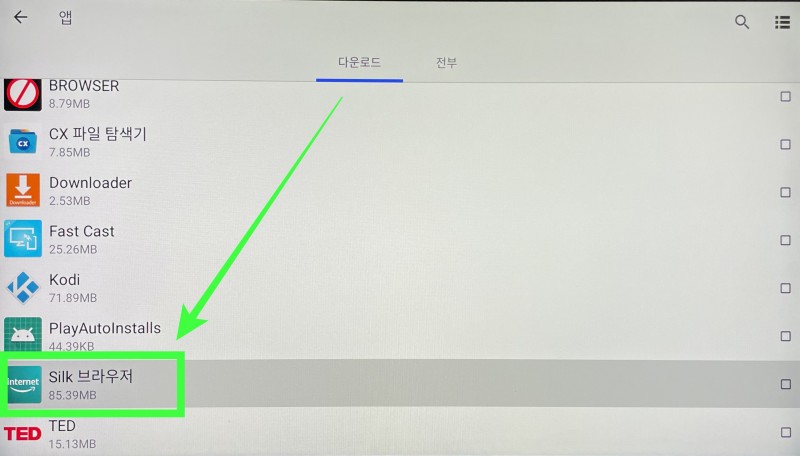 앱
다운로드
전부
BROWSER
8.79MB
CX 파일 탐색기
CX
7.85MB
Downloader
Downloader
2.53MB
Fast Cast
25.26MB
Kodi
71.89MB
PlayAutoInstalls
44.39KB
Silk 브라우저
internet
85.39MB
TED
TED
15.13MB